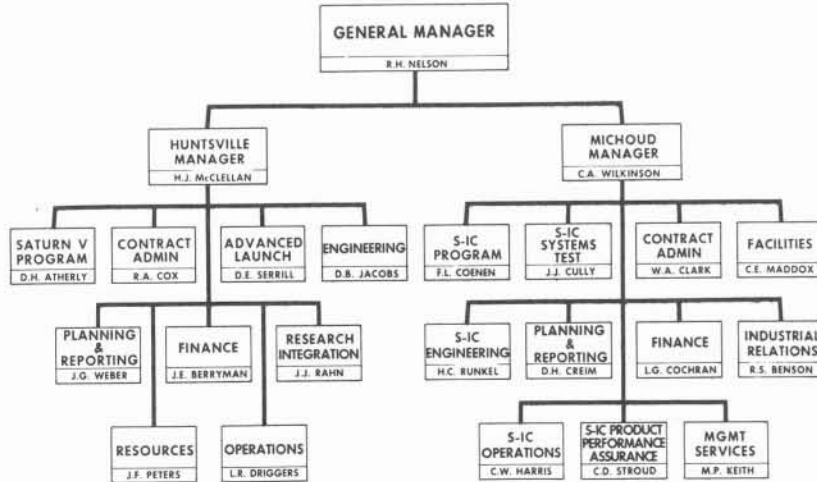 GENERAL MANAGER
R.H. NELSON
HUNTSVILLE
MANAGER
H.J. McCLELLAN
MICHOUD
MANAGER
C.A. WILKINSON
SATURN V
PROGRAM
D.H. ATHERLY
CONTRACT
ADMIN
R.A. COX
ADVANCED
LAUNCH
D.E. SERRILL
ENGINEERING
D.B. JACOBS
S-IC
PROGRAM
F.L. COENEN
S-IC
SYSTEMS
TEST
J.J. CULLY
CONTRACT
ADMIN
W.A. CLARK
FACILITIES
C.E. MADDOX
PLANNING
&
REPORTING
J.G. WEBER
FINANCE
J.E. BERRYMAN
RESEARCH
INTEGRATION
J.J. RAHN
S-IC
ENGINEERING
H.C. RUNKEL
PLANNING
&
REPORTING
D.H. CREIM
FINANCE
L.G. COCHRAN
INDUSTRIAL
RELATIONS
R.S. BENSON
RESOURCES
J.F. PETERS
OPERATIONS
L.R. DRIGGERS
S-IC
OPERATIONS
C.W. HARRIS
S-IC PRODUCT
PERFORMANCE
ASSURANCE
C.D. STROUD
MGMT
SERVICES
M.P. KEITH